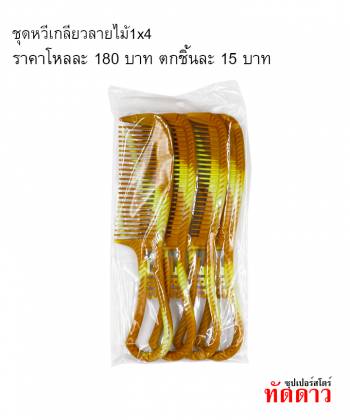 ชุดหวีเกลียวลายไม้1x4
ราคาโหลละ 180 บาท ตกชิ้นละ 15 บาท
ซุปเปอร์สโตร์
ทัดดาว